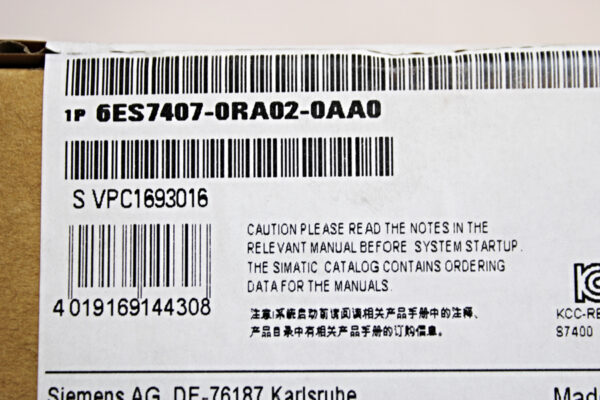 1P 6ES7407-0RA02-0AA0
S VPC1693016
CAUTION PLEASE READ THE NOTES IN THE
RELEVANT MANUAL BEFORE SYSTEM STARTUP.
THE SIMATIC CATALOG CONTAINS ORDERING
DATA FOR THE MANUALS.
4 019169 144308
注意!系统启动前请阅读相关产品手册中的注释、
产品目录中有相关产品手册的订购信息。
KCC-RE
S7400
Siemens AG, DE-76187 Karlsruhe
Mad